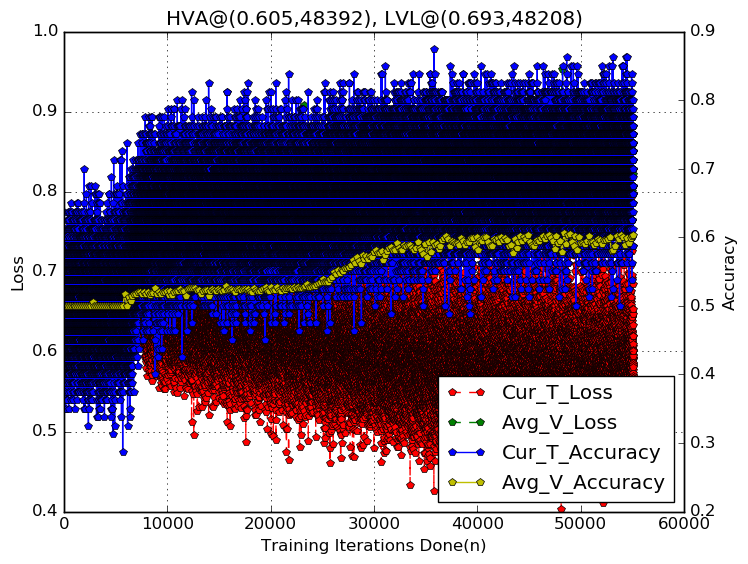 HVA@(0.605,48392), LVL@(0.693,48208)
1.0
0.9
0.8
0.7
0.6
0.5
0.4
Loss
0.9
0.8
0.7
0.6
0.5
0.4
0.3
0.2
Accuracy
Cur_T_Loss
Avg_V_Loss
Cur_T_Accuracy
Avg_V_Accuracy
0 10000 20000 30000 40000 50000 60000
Training Iterations Done(n)